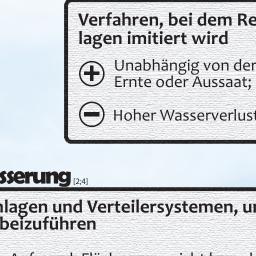 Verfahren, bei dem Re
lagen imitiert wird
Unabhängig von der
Ernte oder Aussaat;
Hoher Wasserverlust
sserung [2;4]
nlagen und Verteilersystemen, u
beizuführen